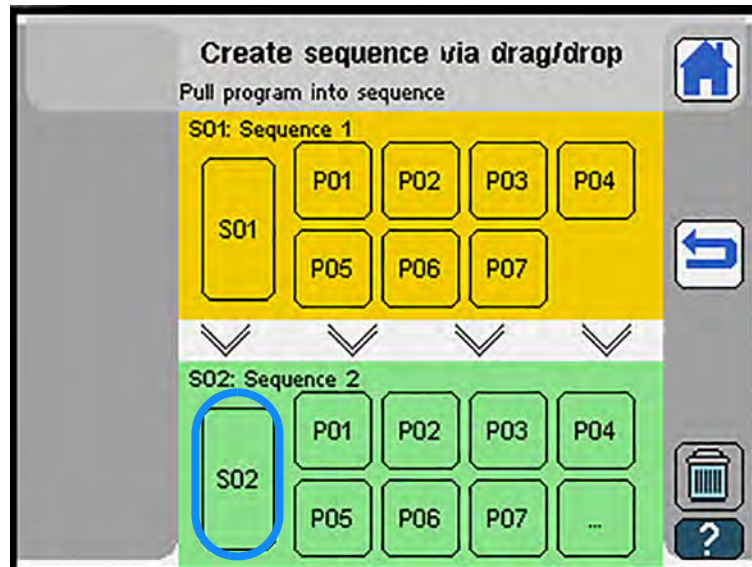 Create sequence via drag/drop
Pull program into sequence
S01: Sequence 1
S01
P01 P02 P03 P04
P05 P06 P07
S02: Sequence 2
S02
P01 P02 P03 P04
P05 P06 P07 ...
?